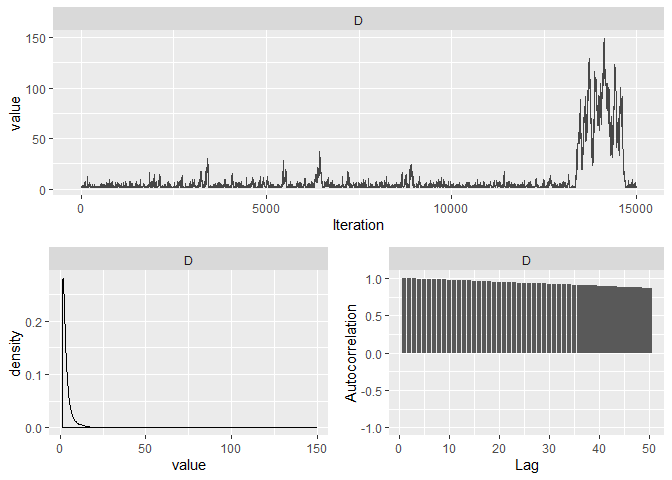 D
150
100
50
0
value
0 5000 10000 15000
Iteration
D
0.2
0.1
0.0
density
0 50 100 150
value
D
1.0
0.5
0.0
-0.5
-1.0
Autocorrelation
0 10 20 30 40 50
Lag